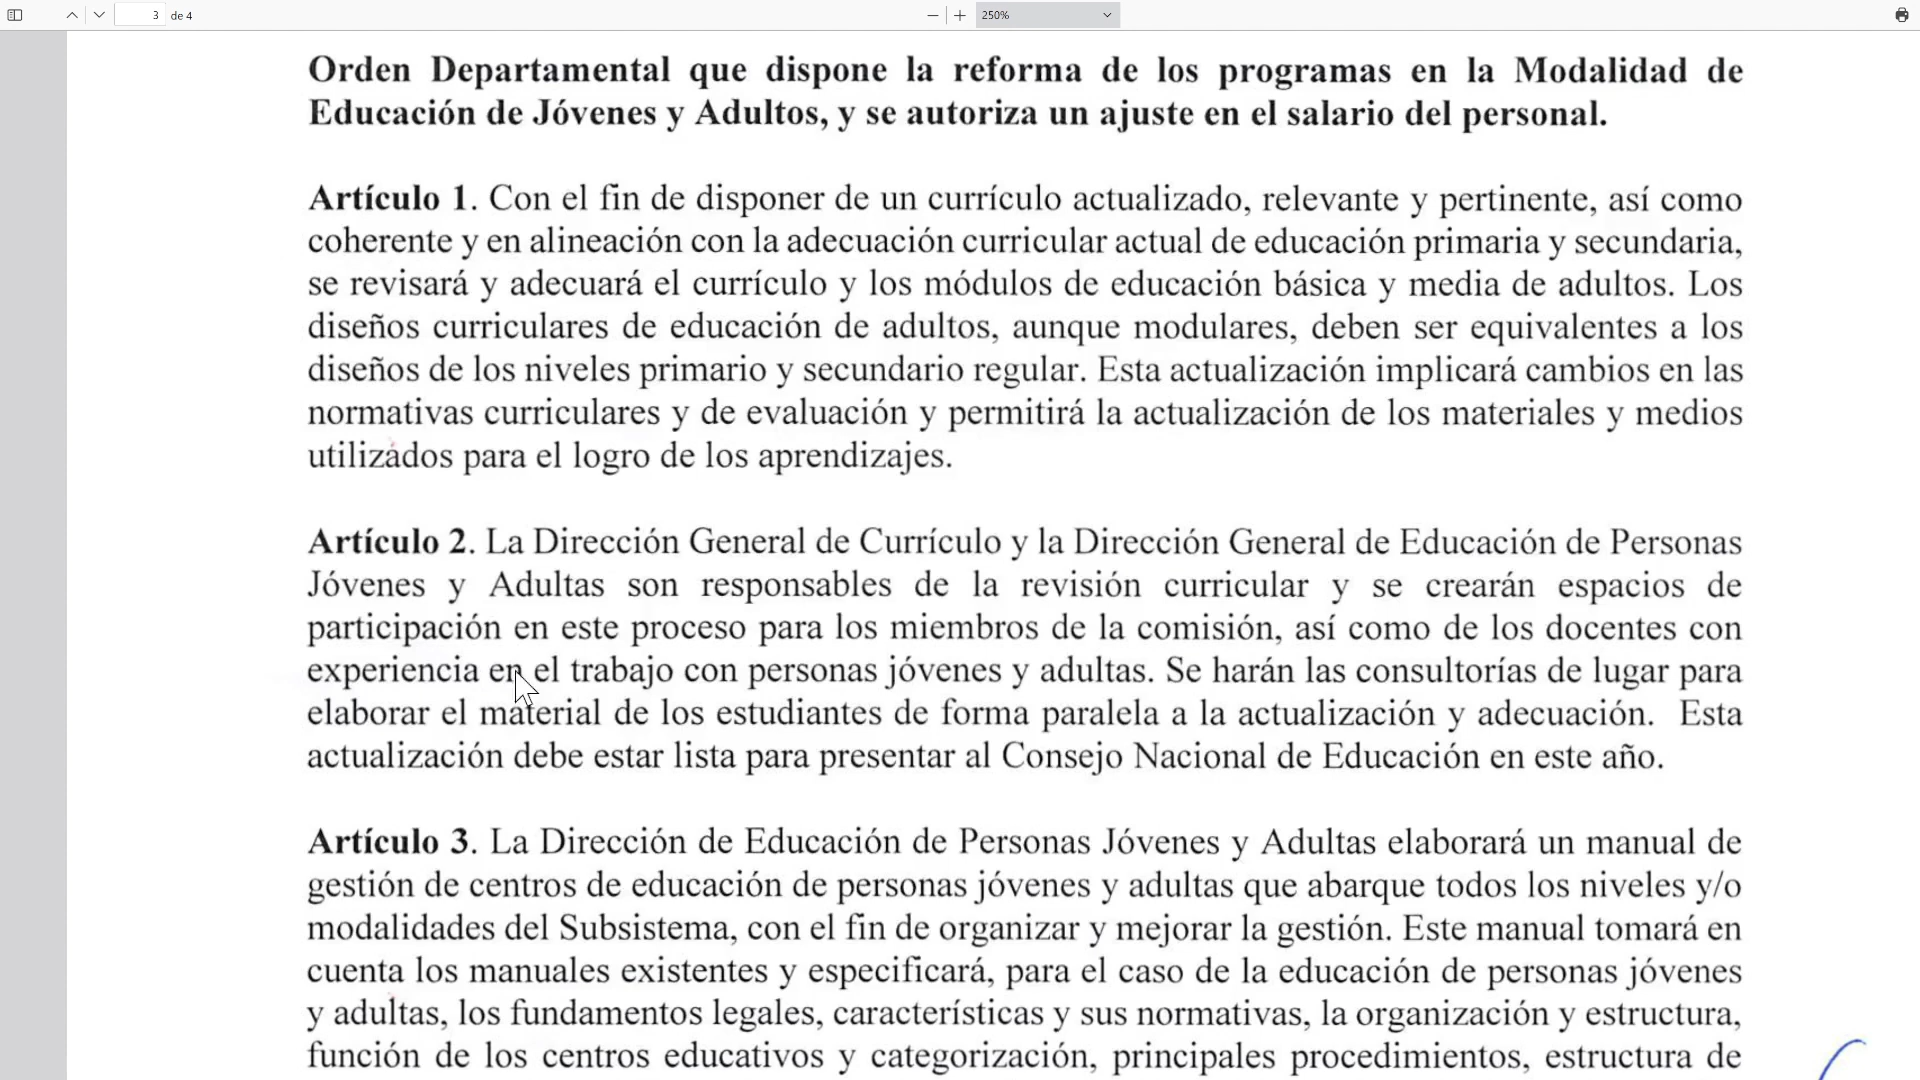 3 de 4 250%
Orden Departamental que dispone la reforma de los programas en la Modalidad de
Educación de Jóvenes y Adultos, y se autoriza un ajuste en el salario del personal.
Artículo 1. Con el fin de disponer de un currículo actualizado, relevante y pertinente, así como
coherente y en alineación con la adecuación curricular actual de educación primaria y secundaria,
se revisará y adecuará el currículo y los módulos de educación básica y media de adultos. Los
diseños curriculares de educación de adultos, aunque modulares, deben ser equivalentes a los
diseños de los niveles primario y secundario regular. Esta actualización implicará cambios en las
normativas curriculares y de evaluación y permitirá la actualización de los materiales y medios
utilizados para el logro de los aprendizajes.
Artículo 2. La Dirección General de Currículo y la Dirección General de Educación de Personas
Jóvenes y Adultas son responsables de la revisión curricular y se crearán espacios de
participación en este proceso para los miembros de la comisión, así como de los docentes con
experiencia en el trabajo con personas jóvenes y adultas. Se harán las consultorías de lugar para
elaborar el material de los estudiantes de forma paralela a la actualización y adecuación. Esta
actualización debe estar lista para presentar al Consejo Nacional de Educación en este año.
Artículo 3. La Dirección de Educación de Personas Jóvenes y Adultas elaborará un manual de
gestión de centros de educación de personas jóvenes y adultas que abarque todos los niveles y/o
modalidades del Subsistema, con el fin de organizar y mejorar la gestión. Este manual tomará en
cuenta los manuales existentes y especificará, para el caso de la educación de personas jóvenes
y adultas, los fundamentos legales, características y sus normativas, la organización y estructura,
función de los centros educativos y categorización, principales procedimientos, estructura de